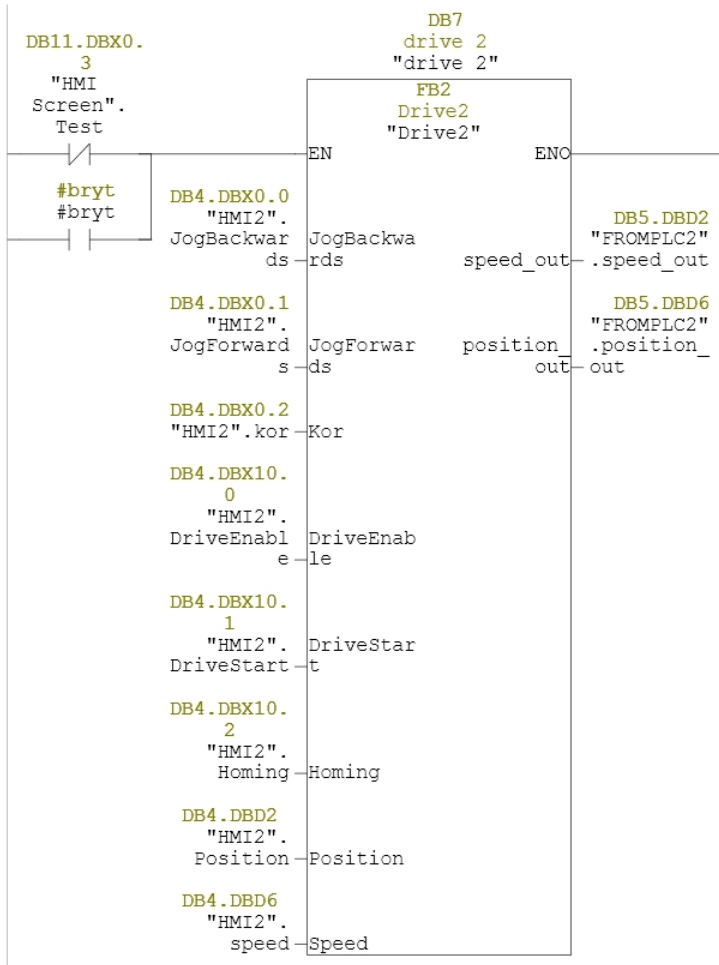 DB7
drive 2
"drive 2"
DB11.DBX0.
3
"HMI
Screen".
Test
FB2
Drive2
"Drive2"
EN
ENO
#bryt
#bryt
DB4.DBX0.0
"HMI2".
JogBackwar
ds
JogBackwa
rds
speed_out
DB5.DBD2
"FROMPLC2"
.speed_out
DB4.DBX0.1
"HMI2".
JogForward
s
JogForwar
ds
position_
out
DB5.DBD6
"FROMPLC2"
.position_
out
DB4.DBX0.2
"HMI2".kor
Kor
DB4.DBX10.
0
"HMI2".
DriveEnabl
e
DriveEnab
le
DB4.DBX10.
1
"HMI2".
DriveStart
DriveStar
t
DB4.DBX10.
2
"HMI2".
Homing
Homing
DB4.DBD2
"HMI2".
Position
Position
DB4.DBD6
"HMI2".
speed
Speed